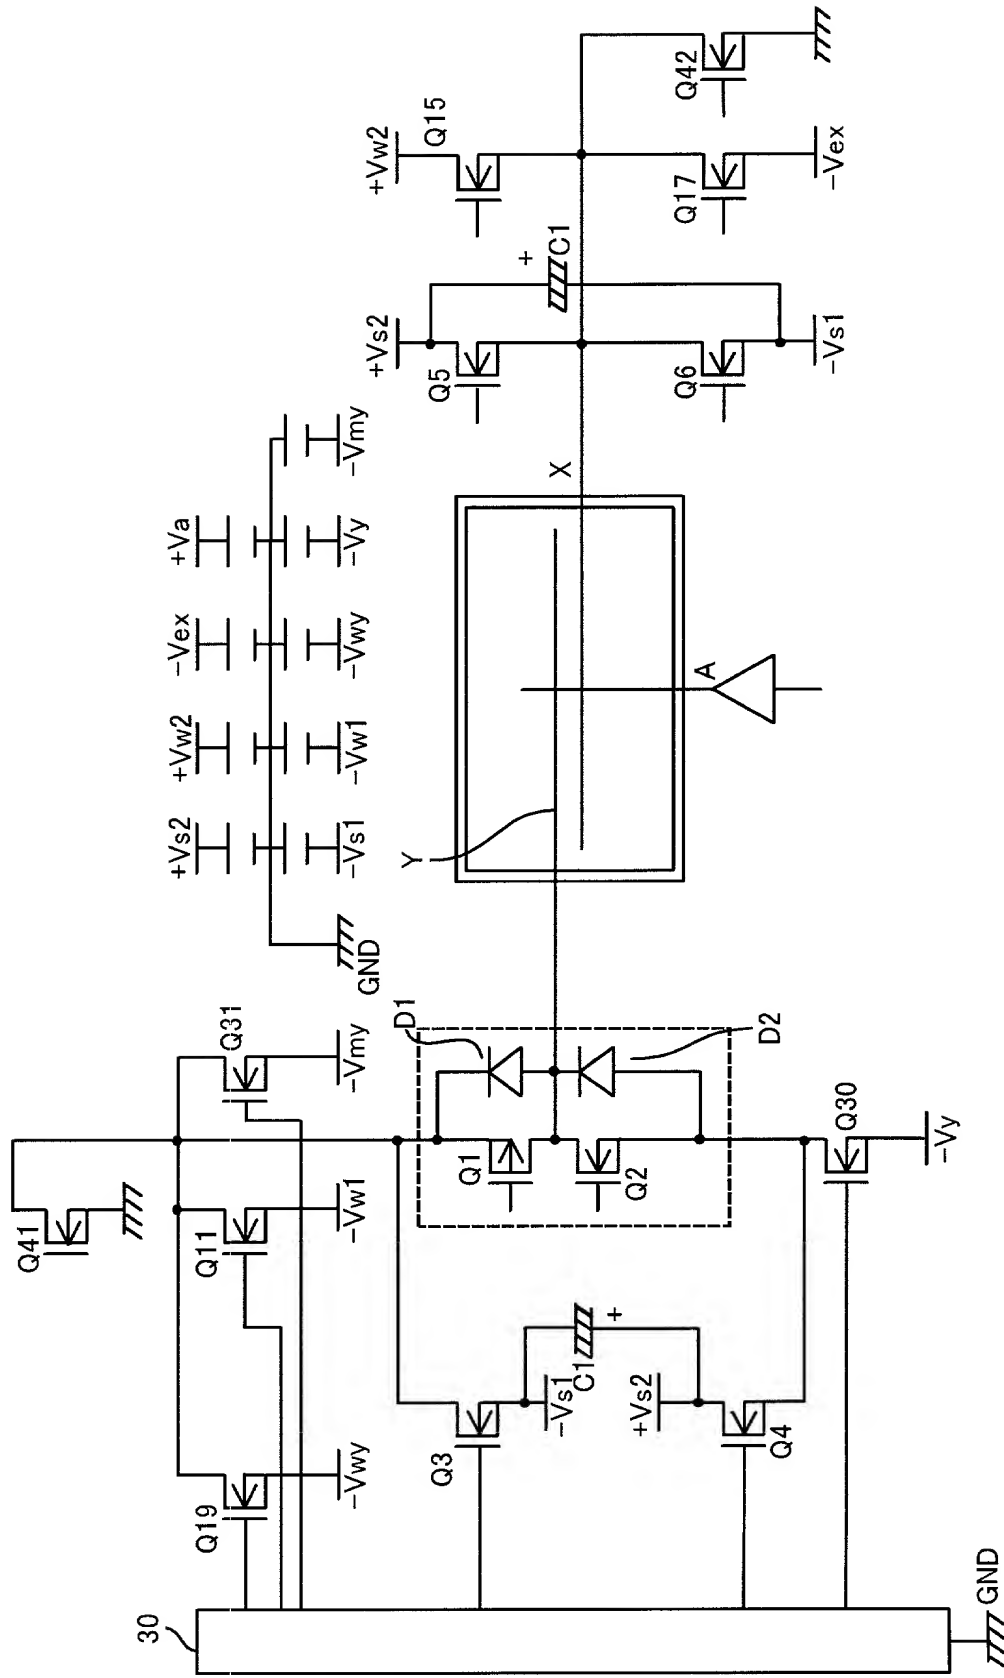 30
GND
Q19
-Vwy
Q11
-Vw1
Q41
Q31
-Vmy
Q3
-Vs1
C1
+
+Vs2
Q4
Q1
Q2
D1
D2
Q30
-Vy
GND
+Vs2
-Vs1
+Vw2
-Vw1
-Vex
-Vwy
+Va
-Vy
-Vmy
Y
A
X
+Vs2
Q5
Q6
-Vs1
+
C1
+Vw2
Q15
Q17
-Vex
Q42